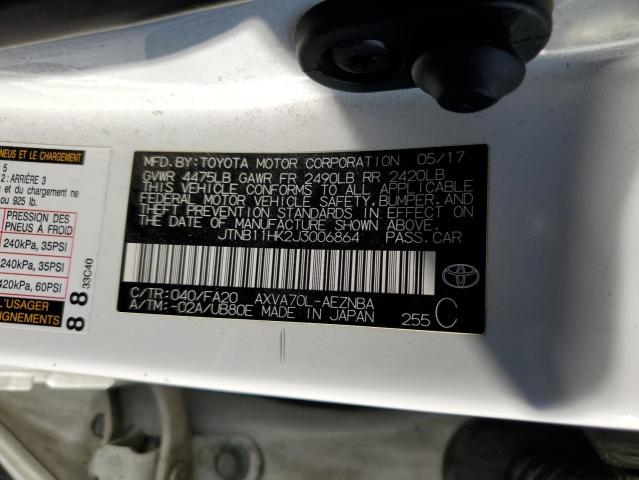 MFD. BY: TOYOTA MOTOR CORPORATION 05/17
GVWR 4475LB GAWR FR 2490LB RR 2420LB
THIS VEHICLE CONFORMS TO ALL APPLICABLE
FEDERAL MOTOR VEHICLE SAFETY, BUMPER, AND
THEFT PREVENTION STANDARDS IN EFFECT ON
THE DATE OF MANUFACTURE SHOWN ABOVE.
JTNB11HK2J3006864 PASS.CAR
C/TR: 040/FA20 AXVA70L-AEZNBA
A/TM: -02A/UB80E MADE IN JAPAN
255 C
PNEUS ET LE CHARGEMENT
5
2 : ARRIÈRE 3
s et du chargement ne
ou 925 lb.
PRESSION DES
PNEUS À FROID
240kPa, 35PSI
240kPa, 35PSI
420kPa, 60PSI
L'USAGER
IGNEMENTS
88
33C40